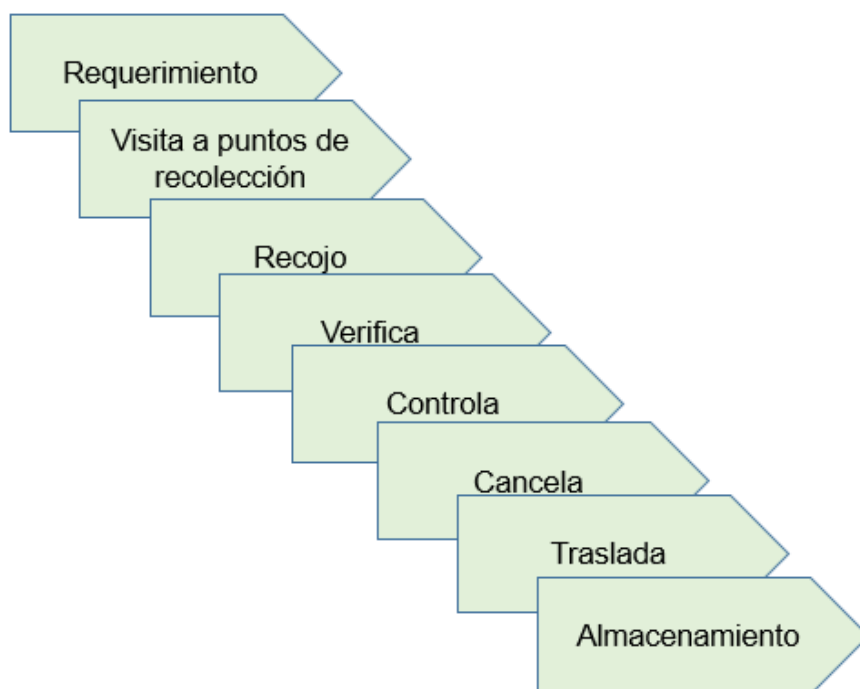 Requerimiento
Visita a puntos de
recolección
Recojo
Verifica
Controla
Cancela
Traslada
Almacenamiento